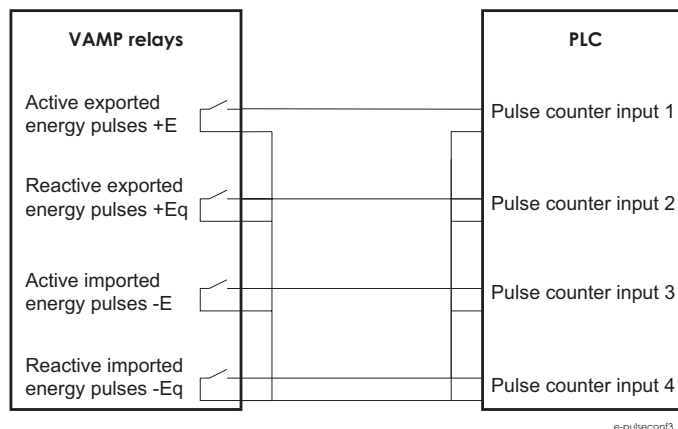 VAMP relays
PLC
Active exported
energy pulses +E
Pulse counter input 1
Reactive exported
energy pulses +Eq
Pulse counter input 2
Active imported
energy pulses -E
Pulse counter input 3
Reactive imported
energy pulses -Eq
Pulse counter input 4
e-pulseconf3